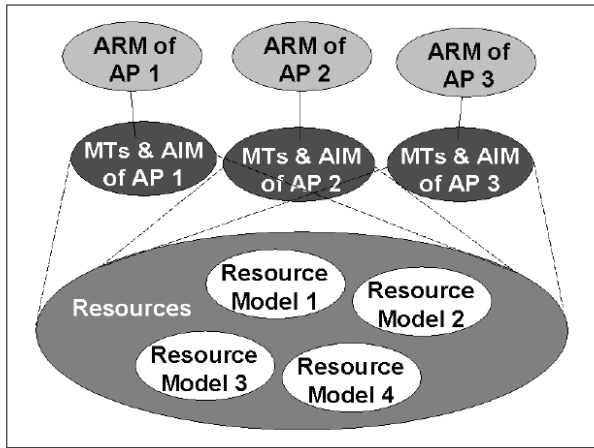 ARM of
AP 1
ARM of
AP 2
ARM of
AP 3
MTs & AIM
of AP 1
MTs & AIM
of AP 2
MTs & AIM
of AP 3
Resources
Resource
Model 1
Resource
Model 2
Resource
Model 3
Resource
Model 4